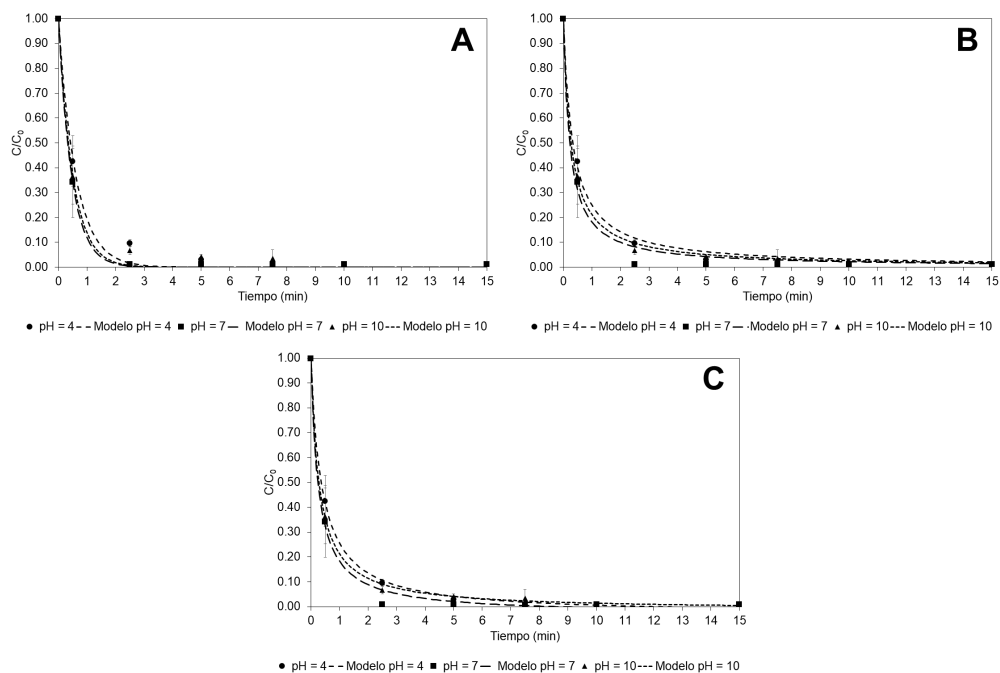 A
1.00
0.90
0.80
0.70
0.60
0.50
0.40
0.30
0.20
0.10
0.00
C/C₀
0 1 2 3 4 5 6 7 8 9 10 11 12 13 14 15
Tiempo (min)
pH = 4 Modelo pH = 4 pH = 7 Modelo pH = 7 pH = 10 Modelo pH = 10
B
1.00
0.90
0.80
0.70
0.60
0.50
0.40
0.30
0.20
0.10
0.00
C/C₀
0 1 2 3 4 5 6 7 8 9 10 11 12 13 14 15
Tiempo (min)
pH = 4 Modelo pH = 4 pH = 7 Modelo pH = 7 pH = 10 Modelo pH = 10
C
1.00
0.90
0.80
0.70
0.60
0.50
0.40
0.30
0.20
0.10
0.00
C/C₀
0 1 2 3 4 5 6 7 8 9 10 11 12 13 14 15
Tiempo (min)
pH = 4 Modelo pH = 4 pH = 7 Modelo pH = 7 pH = 10 Modelo pH = 10